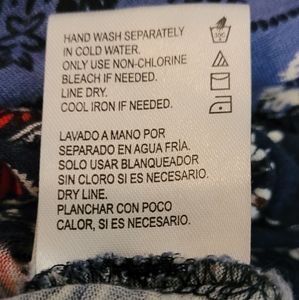 HAND WASH SEPARATELY
IN COLD WATER.
ONLY USE NON-CHLORINE
BLEACH IF NEEDED.
LINE DRY.
COOL IRON IF NEEDED.
LAVADO A MANO POR
SEPARADO EN AGUA FRÍA.
SOLO USAR BLANQUEADOR
SIN CLORO SI ES NECESARIO.
DRY LINE.
PLANCHAR CON POCO
CALOR, SI ES NECESARIO.